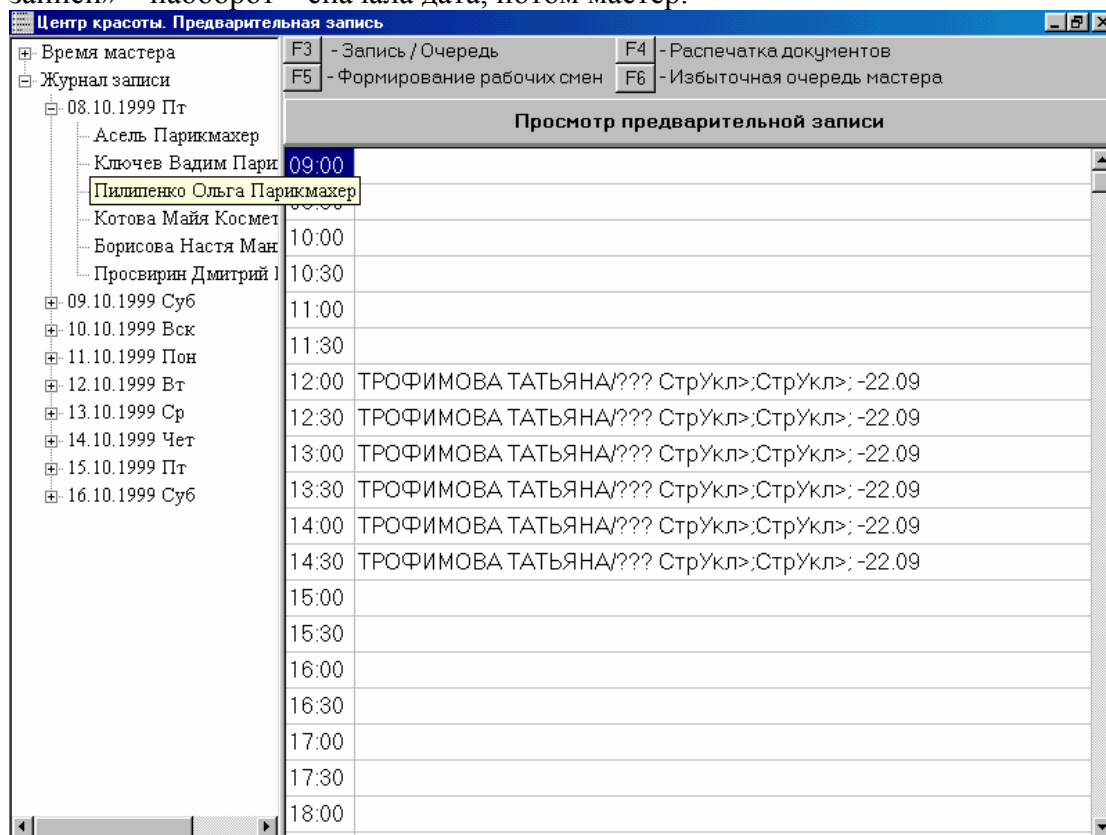 записи» – наоборот – сначала дата, потом мастер.
Центр красоты. Предварительная запись
Время мастера
Журнал записи
08.10.1999 Пт
Асель Парикмахер
Ключев Вадим Пари
Пилипенко Ольга Парикмахер
Котова Майя Космет
Борисова Настя Ман
Просвирин Дмитрий
09.10.1999 Суб
10.10.1999 Вск
11.10.1999 Пон
12.10.1999 Вт
13.10.1999 Ср
14.10.1999 Чет
15.10.1999 Пт
16.10.1999 Суб
F3 - Запись / Очередь F4 - Распечатка документов
F5 - Формирование рабочих смен F6 - Избыточная очередь мастера
Просмотр предварительной записи
09:00
10:00
10:30
11:00
11:30
12:00 ТРОФИМОВА ТАТЬЯНА/??? СтрУкл>;СтрУкл>; -22.09
12:30 ТРОФИМОВА ТАТЬЯНА/??? СтрУкл>;СтрУкл>; -22.09
13:00 ТРОФИМОВА ТАТЬЯНА/??? СтрУкл>;СтрУкл>; -22.09
13:30 ТРОФИМОВА ТАТЬЯНА/??? СтрУкл>;СтрУкл>; -22.09
14:00 ТРОФИМОВА ТАТЬЯНА/??? СтрУкл>;СтрУкл>; -22.09
14:30 ТРОФИМОВА ТАТЬЯНА/??? СтрУкл>;СтрУкл>; -22.09
15:00
15:30
16:00
16:30
17:00
17:30
18:00